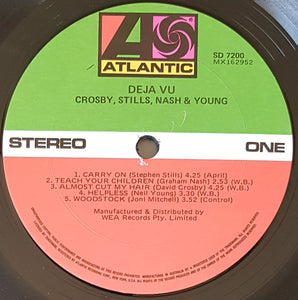 ATLANTIC
SD 7200
MX162952
DEJA VU
CROSBY, STILLS, NASH & YOUNG
STEREO
ONE
1. CARRY ON (Stephen Stills) 4.25 (April)
2. TEACH YOUR CHILDREN (Graham Nash) 2.53 (W.B.)
3. ALMOST CUT MY HAIR (David Crosby) 4.25 (W.B.)
4. HELPLESS (Neil Young) 3.30 (W.B.)
5. WOODSTOCK (Joni Mitchell) 3.52 (Control)
Manufactured & Distributed by
WEA Records Pty. Limited